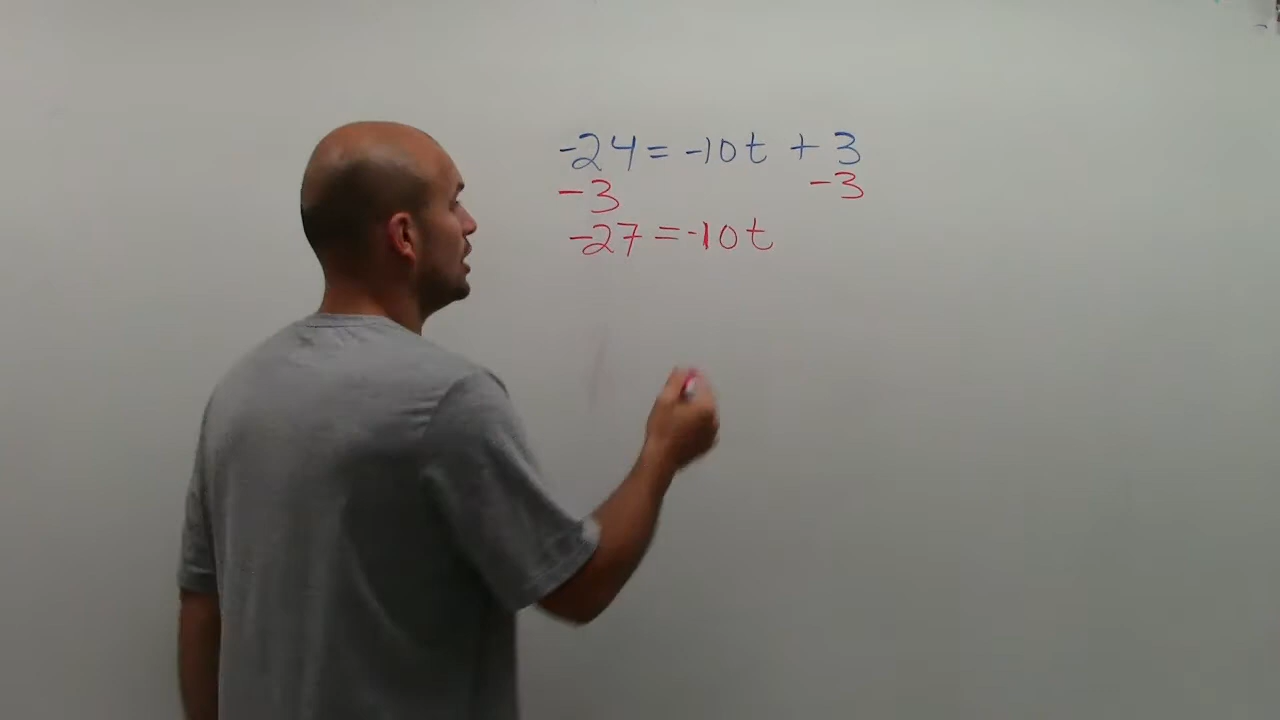 -24 = -10t + 3
-3 -3
-27 = -10t